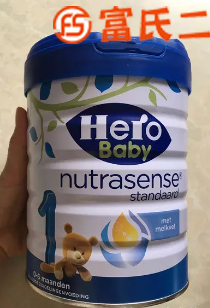 富氏二
Hero
Baby
nutrasense
standaard
1
met
melkvet
0-6 maanden